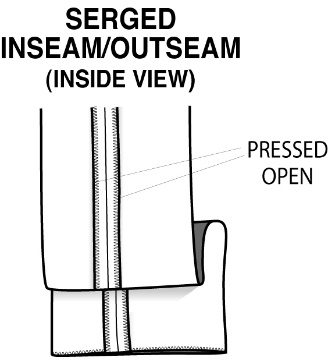 SERGED
INSEAM/OUTSEAM
(INSIDE VIEW)
PRESSED
OPEN